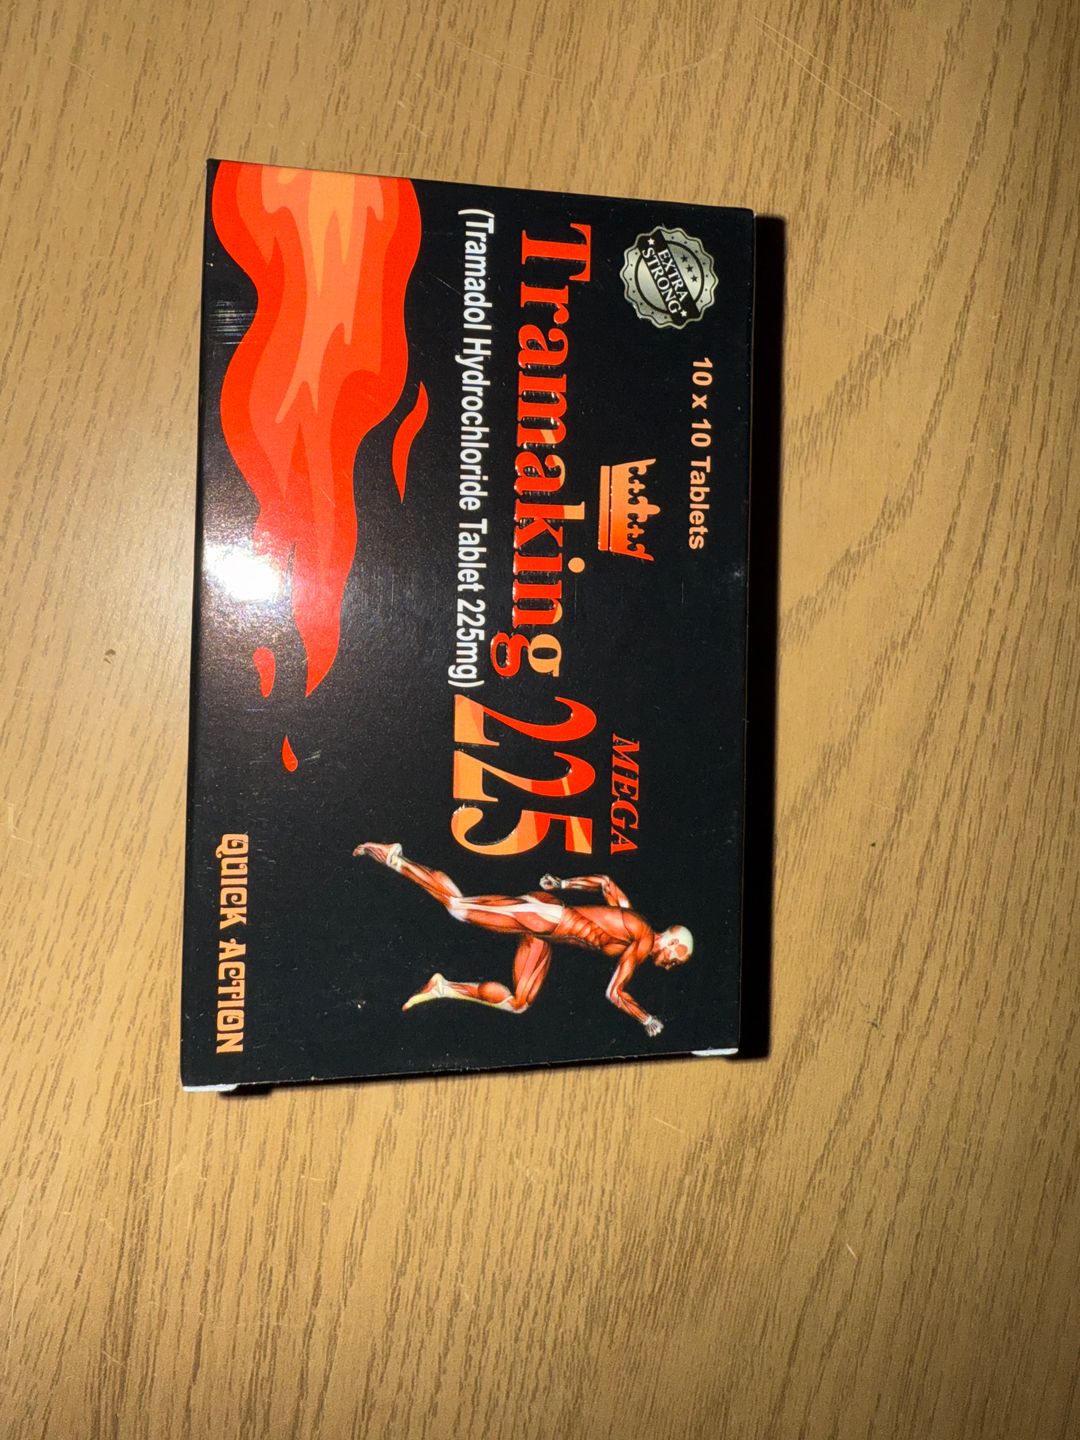 EXTRA
STRONG
10 x 10 Tablets
MEGA
Tramaking 225
(Tramadol Hydrochloride Tablet 225mg)
QUICK ACTION